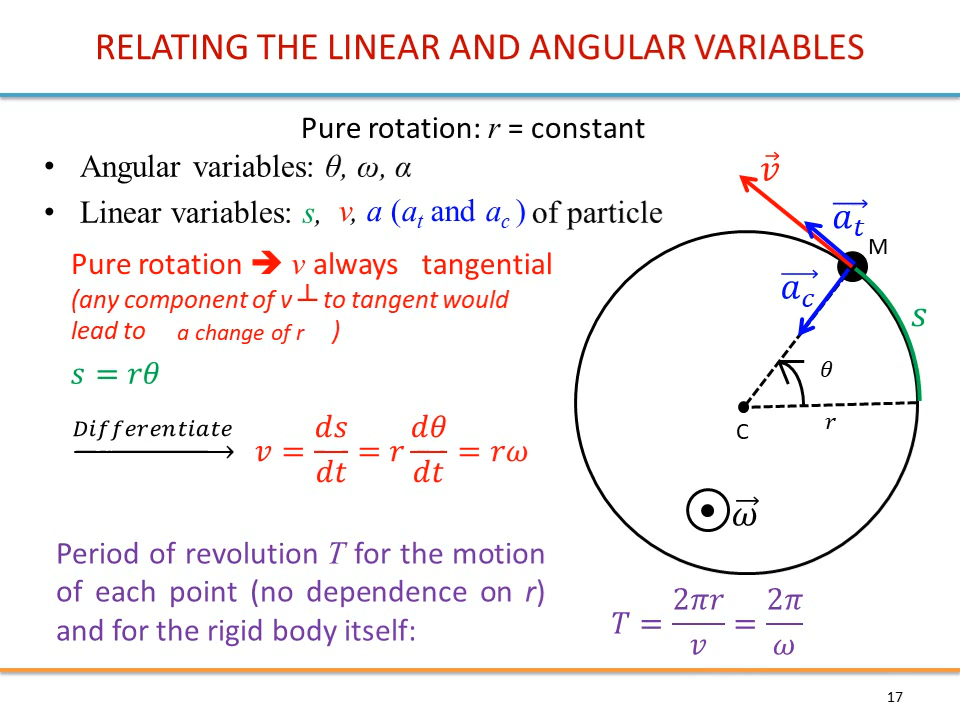 RELATING THE LINEAR AND ANGULAR VARIABLES
Pure rotation: r = constant
• Angular variables: θ, ω, α
• Linear variables: s, v, a (a_t and a_c) of particle
Pure rotation ➔ v always tangential
(any component of v ┴ to tangent would
lead to a change of r )
s = rθ
Differentiate
v = ds/dt = r dθ/dt = rω
Period of revolution T for the motion
of each point (no dependence on r)
and for the rigid body itself:
T = 2πr/v = 2π/ω
v⃗
a_t⃗
M
a_c⃗
s
θ
r
C
ω⃗
17